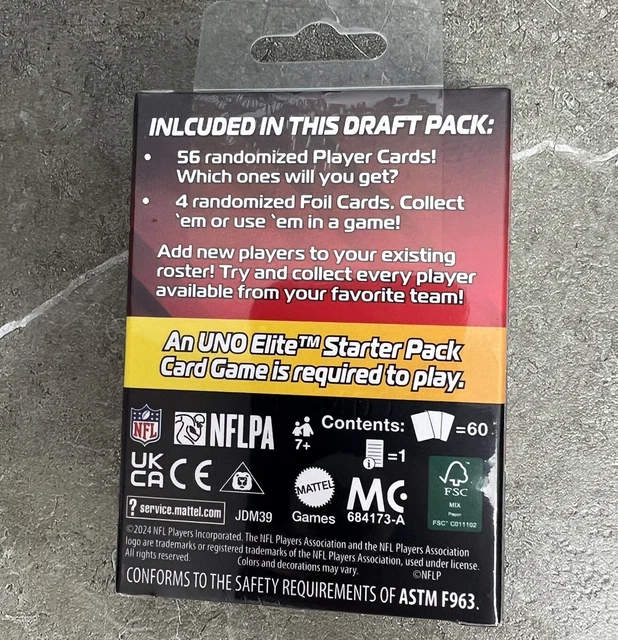 INLCUDED IN THIS DRAFT PACK:
• 56 randomized Player Cards!
Which ones will you get?
• 4 randomized Foil Cards. Collect
`em or use `em in a game!
Add new players to your existing
roster! Try and collect every player
available from your favorite team!
An UNO Elite™ Starter Pack
Card Game is required to play.
NFL
NFLPA
7+
Contents: =60
i =1
UK
CA CE
MATTEL
Games
MC
684173-A
FSC
MIX
Paper
FSC® C011102
? service.mattel.com
JDM39
©2024 NFL Players Incorporated. The NFL Players Association and the NFL Players Association
logo are trademarks or registered trademarks of the NFL Players Association, used under license.
All rights reserved. Colors and decorations may vary. ©NFLP
CONFORMS TO THE SAFETY REQUIREMENTS OF ASTM F963.